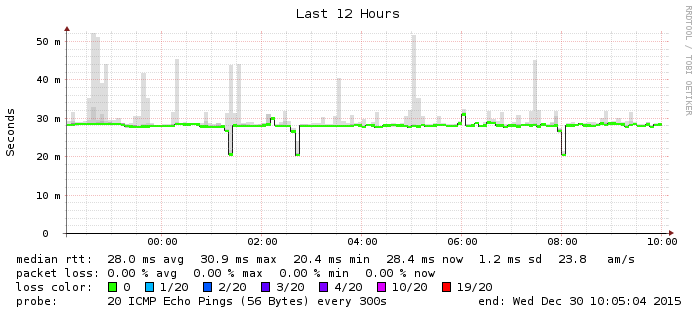 Last 12 Hours
RRDTOOL / TOBI OETIKER
Seconds
50 m
40 m
30 m
20 m
10 m
0
00:00 02:00 04:00 06:00 08:00 10:00
median rtt: 28.0 ms avg 30.9 ms max 20.4 ms min 28.4 ms now 1.2 ms sd 23.8 am/s
packet loss: 0.00 % avg 0.00 % max 0.00 % min 0.00 % now
loss color: 0 1/20 2/20 3/20 4/20 10/20 19/20
probe: 20 ICMP Echo Pings (56 Bytes) every 300s end: Wed Dec 30 10:05:04 2015